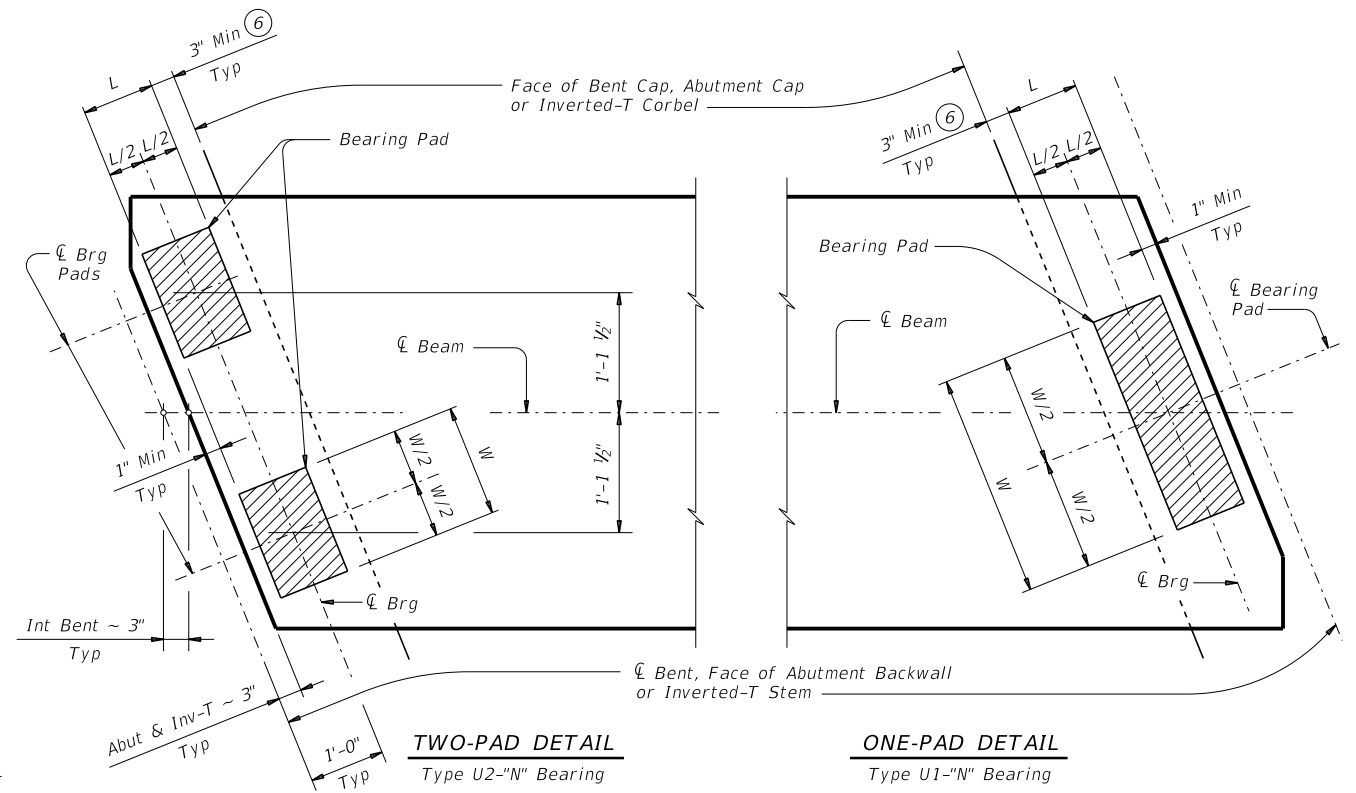 3" Min 6
Typ
L
L/2 L/2
Face of Bent Cap, Abutment Cap
or Inverted-T Corbel
Bearing Pad
3" Min 6
Typ
L
L/2 L/2
1" Min
Typ
℄ Brg
Pads
Bearing Pad
℄ Bearing
Pad
℄ Beam
1'-1 ½"
℄ Beam
W/2
W
W/2
1'-1 ½"
W/2
W
W/2
1" Min
Typ
℄ Brg
℄ Brg
Int Bent ~ 3"
Typ
℄ Bent, Face of Abutment Backwall
or Inverted-T Stem
Abut & Inv-T ~ 3"
Typ
1'-0"
Typ
TWO-PAD DETAIL
Type U2-"N" Bearing
ONE-PAD DETAIL
Type U1-"N" Bearing